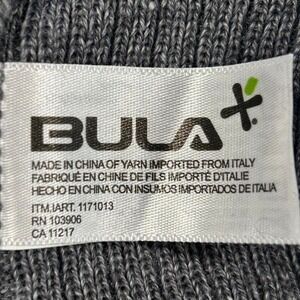 BULA
MADE IN CHINA OF YARN IMPORTED FROM ITALY
FABRIQUÉ EN CHINE DE FILS IMPORTÉ D'ITALIE
HECHO EN CHINA CON INSUMOS IMPORTADOS DE ITALIA
ITM./ART. 1171013
RN 103906
CA 11217